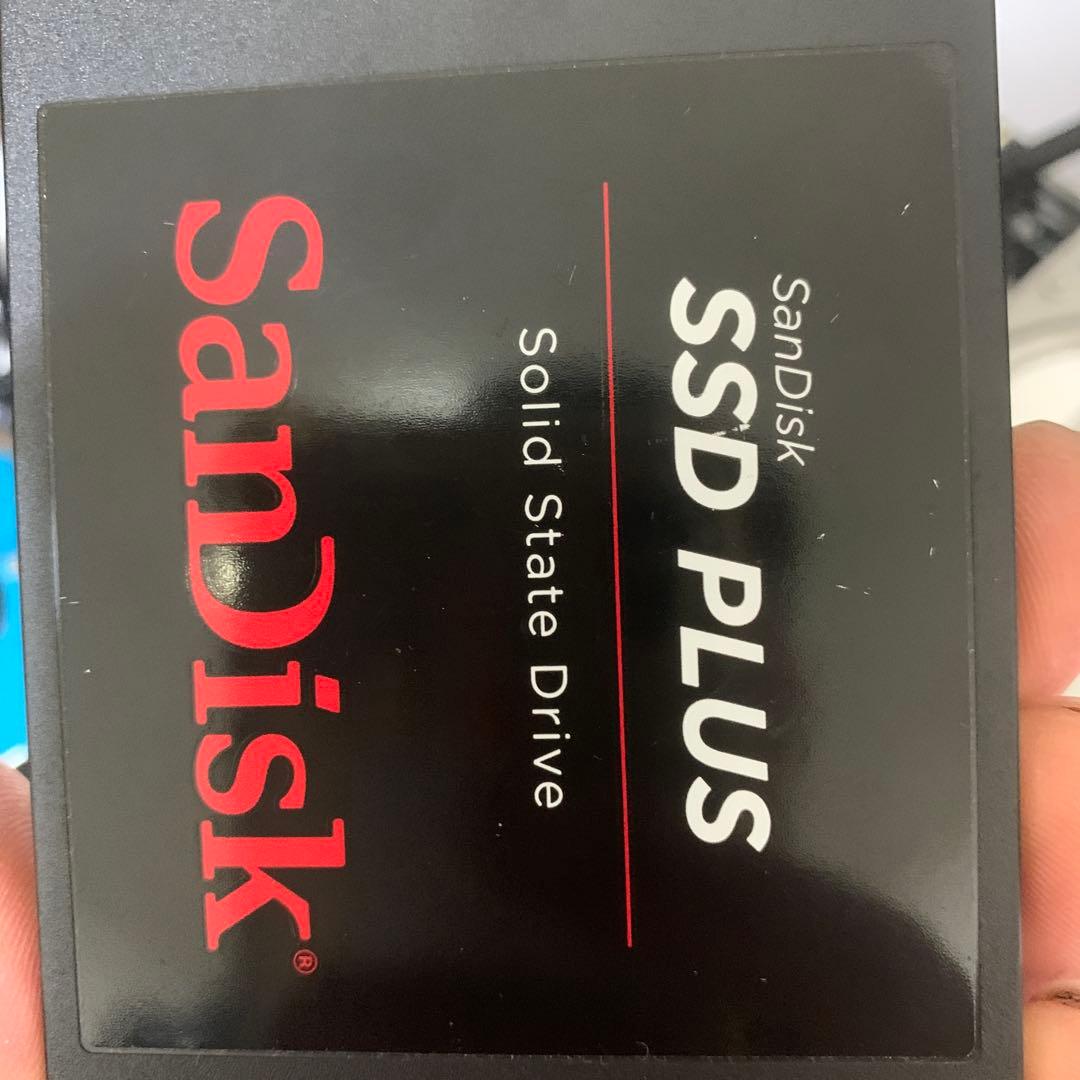 SanDisk
SSD PLUS
Solid State Drive
SanDisk®